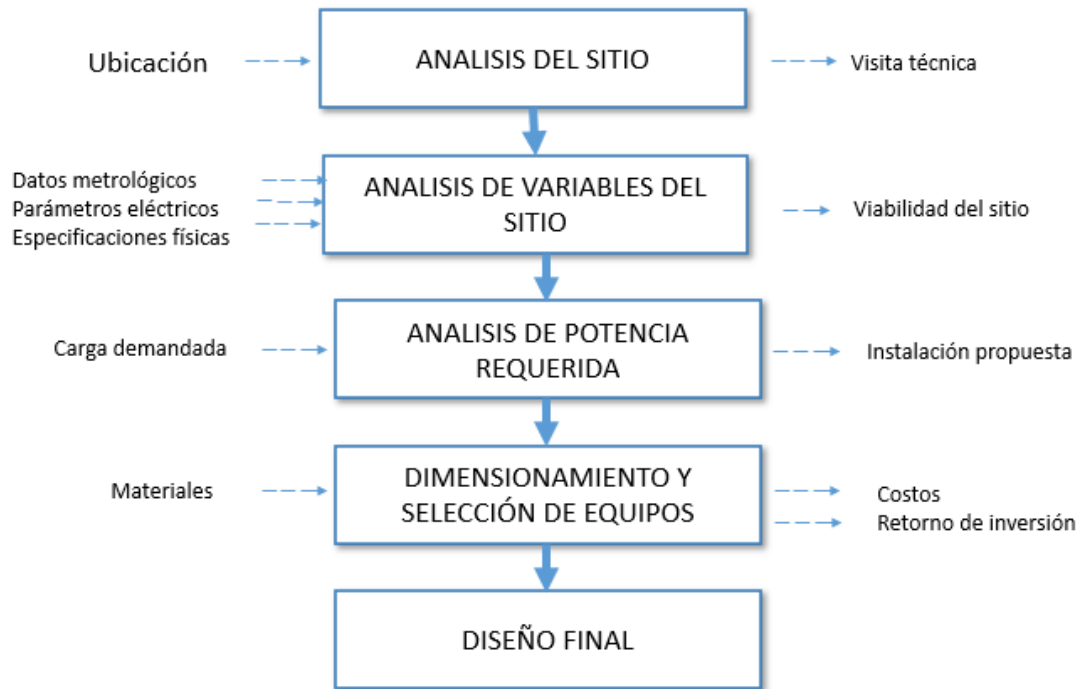 Ubicación
ANALISIS DEL SITIO
Visita técnica
Datos metrológicos
Parámetros eléctricos
Especificaciones físicas
ANALISIS DE VARIABLES DEL
SITIO
Viabilidad del sitio
Carga demandada
ANALISIS DE POTENCIA
REQUERIDA
Instalación propuesta
Materiales
DIMENSIONAMIENTO Y
SELECCIÓN DE EQUIPOS
Costos
Retorno de inversión
DISEÑO FINAL